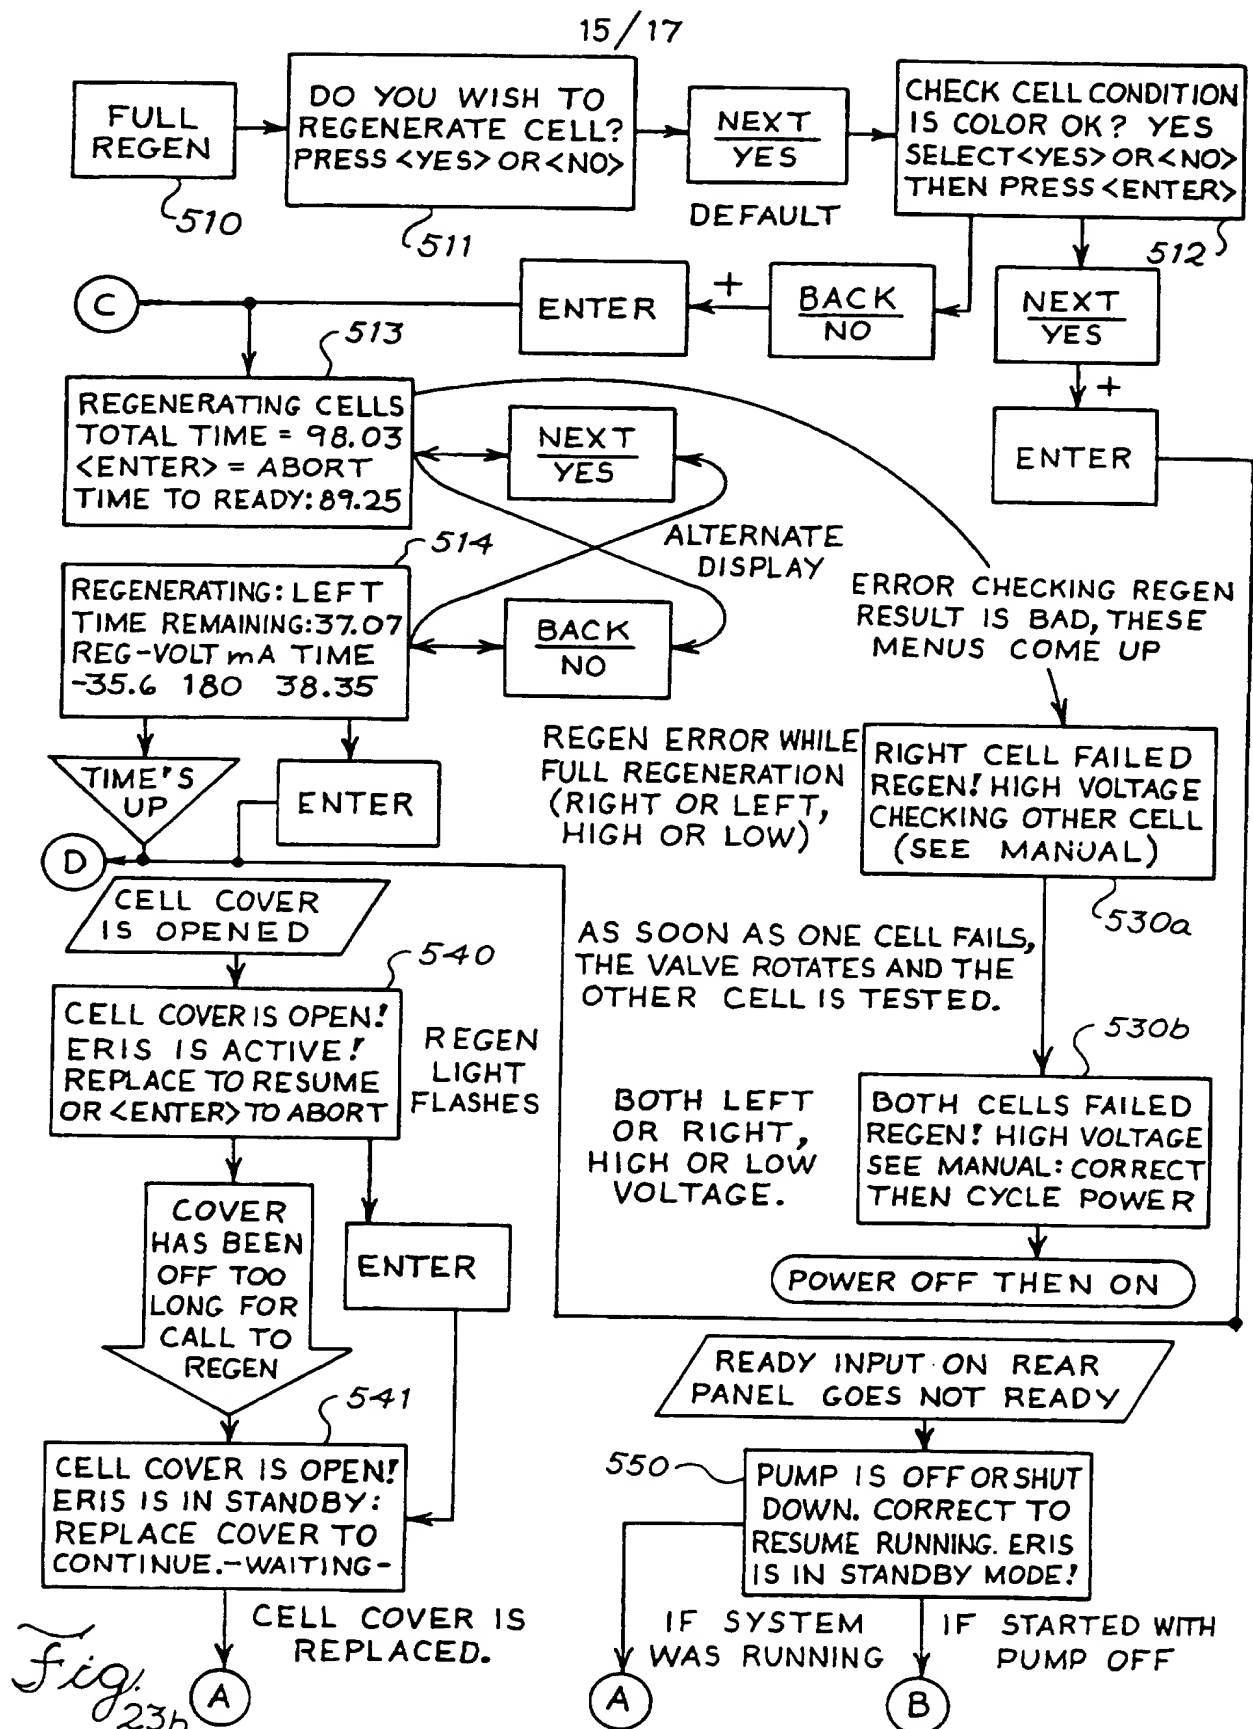 15/17
FULL
REGEN
510
DO YOU WISH TO
REGENERATE CELL?
PRESS <YES> OR <NO>
511
NEXT
YES
DEFAULT
CHECK CELL CONDITION
IS COLOR OK? YES
SELECT <YES> OR <NO>
THEN PRESS <ENTER>
512
C
ENTER
+
BACK
NO
NEXT
YES
+
ENTER
513
REGENERATING CELLS
TOTAL TIME = 98.03
<ENTER> = ABORT
TIME TO READY: 89.25
NEXT
YES
ALTERNATE
DISPLAY
514
REGENERATING: LEFT
TIME REMAINING: 37.07
REG-VOLT mA TIME
-35.6 180 38.35
BACK
NO
ERROR CHECKING REGEN
RESULT IS BAD, THESE
MENUS COME UP
TIME'S
UP
ENTER
D
REGEN ERROR WHILE
FULL REGENERATION
(RIGHT OR LEFT,
HIGH OR LOW)
RIGHT CELL FAILED
REGEN! HIGH VOLTAGE
CHECKING OTHER CELL
(SEE MANUAL)
530a
CELL COVER
IS OPENED
540
CELL COVER IS OPEN!
ERIS IS ACTIVE!
REPLACE TO RESUME
OR <ENTER> TO ABORT
REGEN
LIGHT
FLASHES
AS SOON AS ONE CELL FAILS,
THE VALVE ROTATES AND THE
OTHER CELL IS TESTED.
530b
BOTH LEFT
OR RIGHT,
HIGH OR LOW
VOLTAGE.
BOTH CELLS FAILED
REGEN! HIGH VOLTAGE
SEE MANUAL: CORRECT
THEN CYCLE POWER
POWER OFF THEN ON
COVER
HAS BEEN
OFF TOO
LONG FOR
CALL TO
REGEN
ENTER
541
CELL COVER IS OPEN!
ERIS IS IN STANDBY:
REPLACE COVER TO
CONTINUE.-WAITING-
CELL COVER IS
REPLACED.
A
READY INPUT ON REAR
PANEL GOES NOT READY
550
PUMP IS OFF OR SHUT
DOWN. CORRECT TO
RESUME RUNNING. ERIS
IS IN STANDBY MODE!
IF SYSTEM
WAS RUNNING
IF STARTED WITH
PUMP OFF
A
B
Fig.
23b